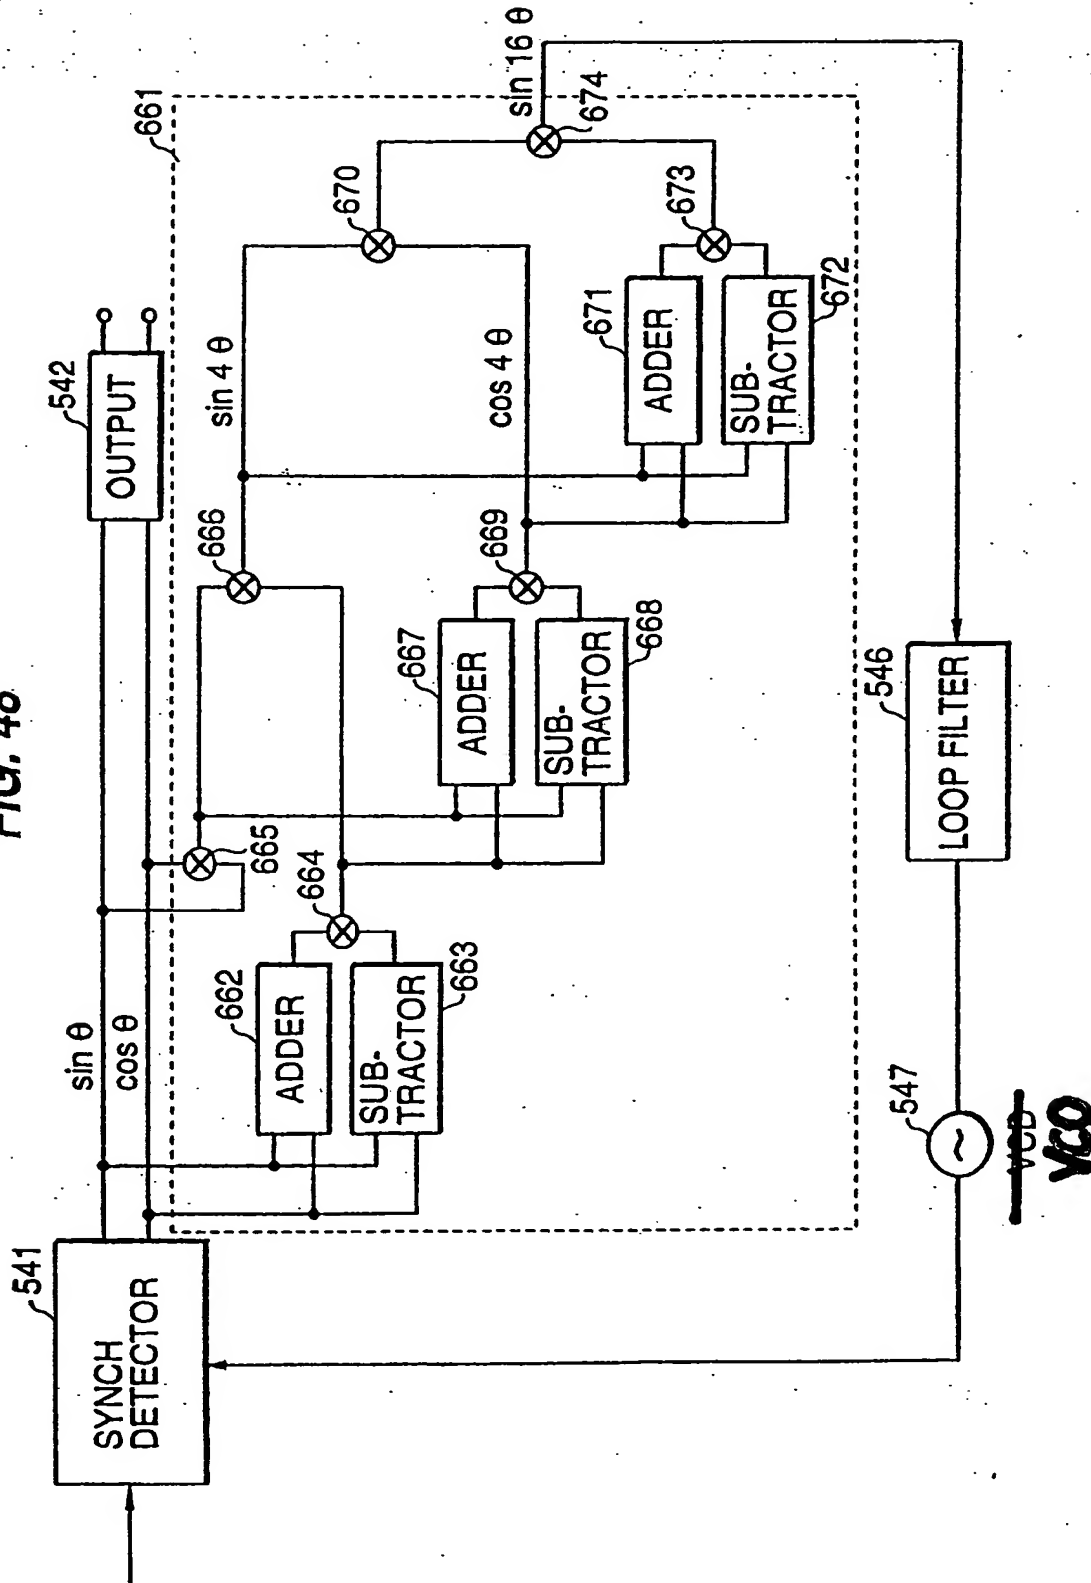 FIG. 48
541
SYNCH
DETECTOR
sin θ
cos θ
542
OUTPUT
661
662
ADDER
SUB-
TRACTOR
663
664
665
666
sin 4 θ
667
ADDER
SUB-
TRACTOR
668
669
cos 4 θ
670
671
ADDER
SUB-
TRACTOR
672
673
674
sin 16 θ
547
VCO
546
LOOP FILTER